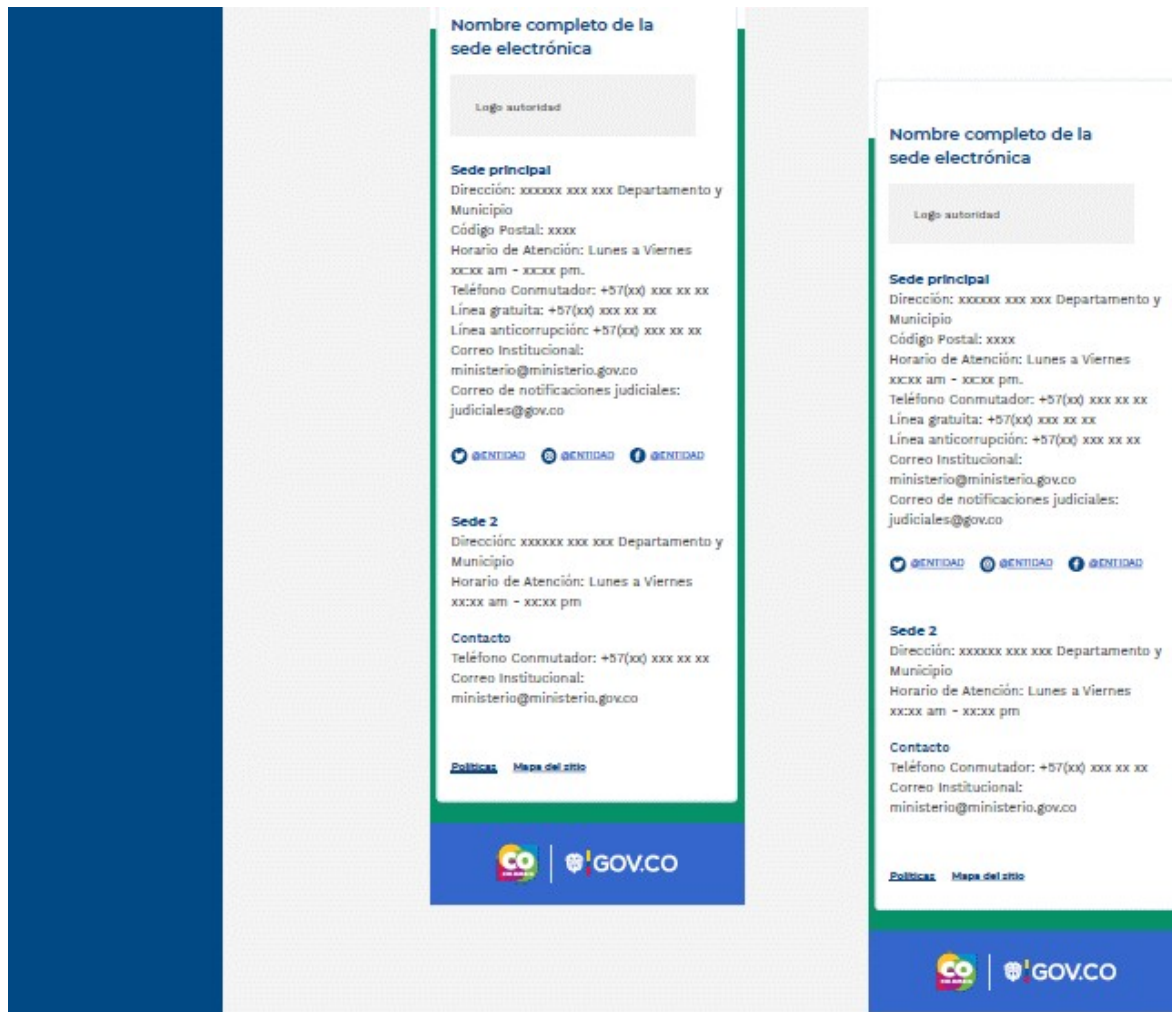 Nombre completo de la
sede electrónica
Logo autoridad
Sede principal
Dirección: xxxxxx xxx xxx Departamento y
Municipio
Código Postal: xxxx
Horario de Atención: Lunes a Viernes
xx:xx am - xx:xx pm.
Teléfono Conmutador: +57(xx) xxx xx xx
Línea gratuita: +57(xx) xxx xx xx
Línea anticorrupción: +57(xx) xxx xx xx
Correo Institucional:
ministerio@ministerio.gov.co
Correo de notificaciones judiciales:
judiciales@gov.co
@ENTIDAD @ENTIDAD @ENTIDAD
Sede 2
Dirección: xxxxxx xxx xxx Departamento y
Municipio
Horario de Atención: Lunes a Viernes
xx:xx am - xx:xx pm
Contacto
Teléfono Conmutador: +57(xx) xxx xx xx
Correo Institucional:
ministerio@ministerio.gov.co
Políticas Mapa del sitio
CO GOV.CO
Nombre completo de la
sede electrónica
Logo autoridad
Sede principal
Dirección: xxxxxx xxx xxx Departamento y
Municipio
Código Postal: xxxx
Horario de Atención: Lunes a Viernes
xx:xx am - xx:xx pm.
Teléfono Conmutador: +57(xx) xxx xx xx
Línea gratuita: +57(xx) xxx xx xx
Línea anticorrupción: +57(xx) xxx xx xx
Correo Institucional:
ministerio@ministerio.gov.co
Correo de notificaciones judiciales:
judiciales@gov.co
@ENTIDAD @ENTIDAD @ENTIDAD
Sede 2
Dirección: xxxxxx xxx xxx Departamento y
Municipio
Horario de Atención: Lunes a Viernes
xx:xx am - xx:xx pm
Contacto
Teléfono Conmutador: +57(xx) xxx xx xx
Correo Institucional:
ministerio@ministerio.gov.co
Políticas Mapa del sitio
CO GOV.CO